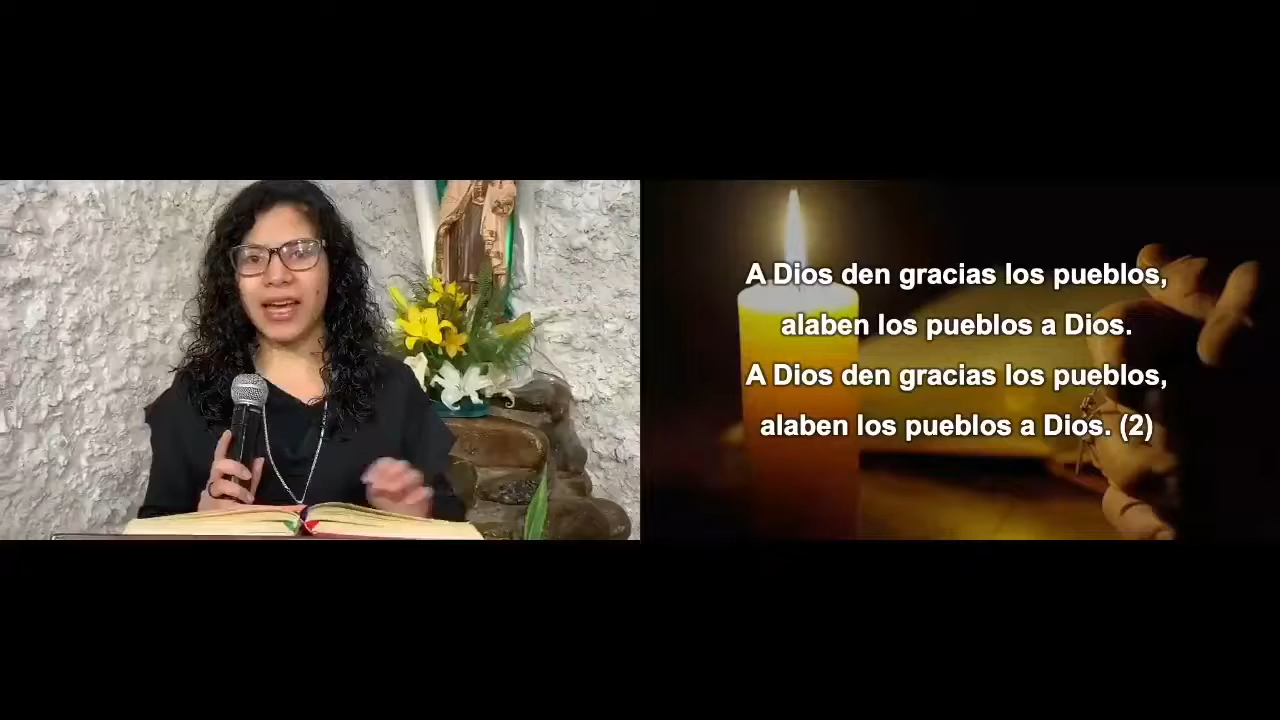 A Dios den gracias los pueblos,
alaben los pueblos a Dios.
A Dios den gracias los pueblos,
alaben los pueblos a Dios. (2)